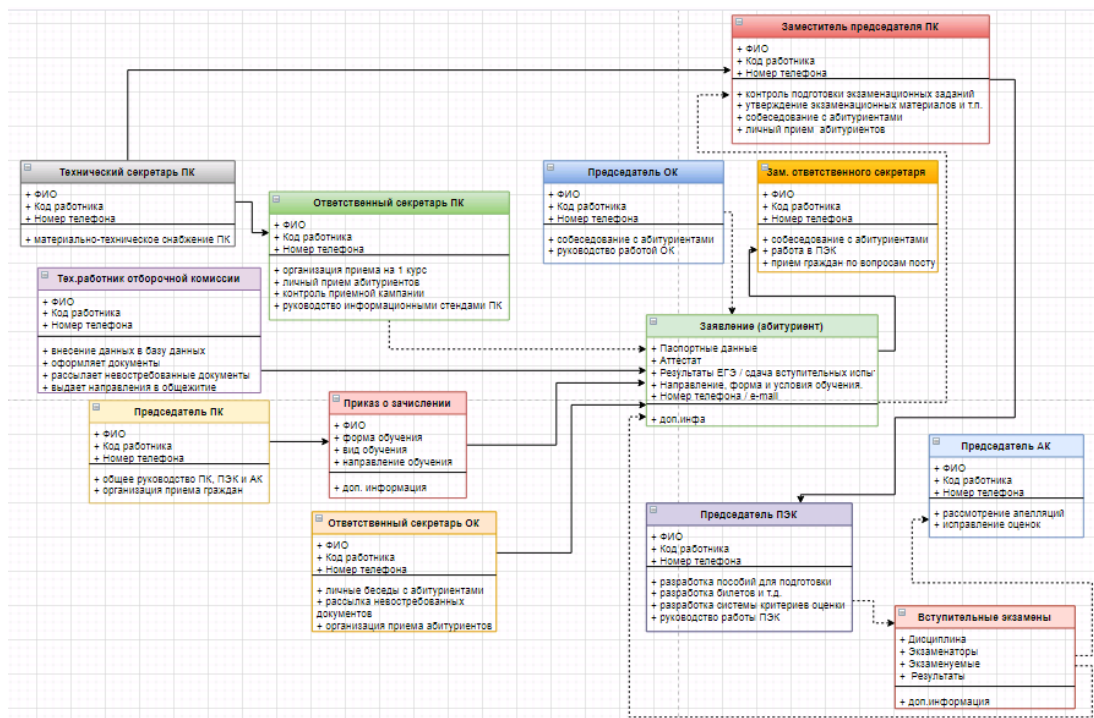 Заместитель председателя ПК
+ ФИО
+ Код работника
+ Номер телефона
+ контроль подготовки экзаменационных заданий
+ утверждение экзаменационных материалов и т.п.
+ собеседование с абитуриентами
+ личный прием абитуриентов
Технический секретарь ПК
+ ФИО
+ Код работника
+ Номер телефона
+ материально-техническое снабжение ПК
Ответственный секретарь ПК
+ ФИО
+ Код работника
+ Номер телефона
+ организация приема на 1 курс
+ личный прием абитуриентов
+ контроль приемной кампании
+ руководство информационными стендами ПК
Председатель ОК
+ ФИО
+ Код работника
+ Номер телефона
+ собеседование с абитуриентами
+ руководство работой ОК
Зам. ответственного секретаря
+ ФИО
+ Код работника
+ Номер телефона
+ собеседование с абитуриентами
+ работа в ПЭК
+ прием граждан по вопросам посту
Тех.работник отборочной комиссии
+ ФИО
+ Код работника
+ Номер телефона
+ внесение данных в базу данных
+ оформляет документы
+ рассылает невостребованные документы
+ выдает направления в общежитие
Заявление (абитуриент)
+ Паспортные данные
+ Аттестат
+ Результаты ЕГЭ / сдача вступительных испы
+ Направление, форма и условия обучения.
+ Номер телефона / e-mail
+ доп.инфа
Председатель ПК
+ ФИО
+ Код работника
+ Номер телефона
+ общее руководство ПК, ПЭК и АК
+ организация приема граждан
Приказ о зачислении
+ ФИО
+ форма обучения
+ вид обучения
+ направление обучения
+ доп. информация
Председатель АК
+ ФИО
+ Код работника
+ Номер телефона
+ рассмотрение апелляций
+ исправление оценок
Ответственный секретарь ОК
+ ФИО
+ Код работника
+ Номер телефона
+ личные беседы с абитуриентами
+ рассылка невостребованных
документов
+ организация приема абитуриентов
Председатель ПЭК
+ ФИО
+ Код работника
+ Номер телефона
+ разработка пособий для подготовки
+ разработка билетов и т.д.
+ разработка системы критериев оценки
+ руководство работы ПЭК
Вступительные экзамены
+ Дисциплина
+ Экзаменаторы
+ Экзаменуемые
+ Результаты
+ доп.информация